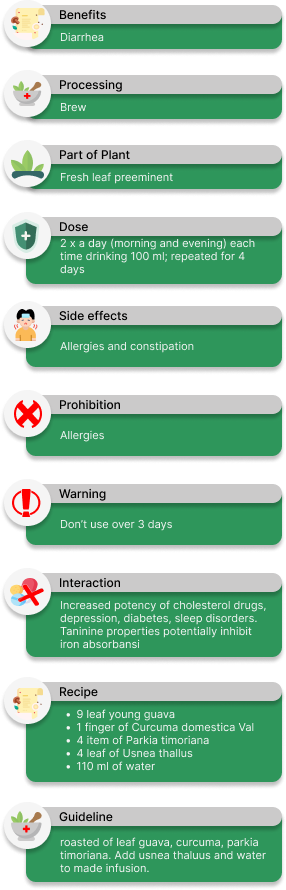 Benefits
Diarrhea
Processing
Brew
Part of Plant
Fresh leaf preeminent
Dose
2 x a day (morning and evening) each
time drinking 100 ml; repeated for 4
days
Side effects
Allergies and constipation
Prohibition
Allergies
Warning
Don't use over 3 days
Interaction
Increased potency of cholesterol drugs,
depression, diabetes, sleep disorders.
Taninine properties potentially inhibit
iron absorbansi
Recipe
• 9 leaf young guava
• 1 finger of Curcuma domestica Val
• 4 item of Parkia timoriana
• 4 leaf of Usnea thallus
• 110 ml of water
Guideline
roasted of leaf guava, curcuma, parkia
timoriana. Add usnea thaluus and water
to made infusion.